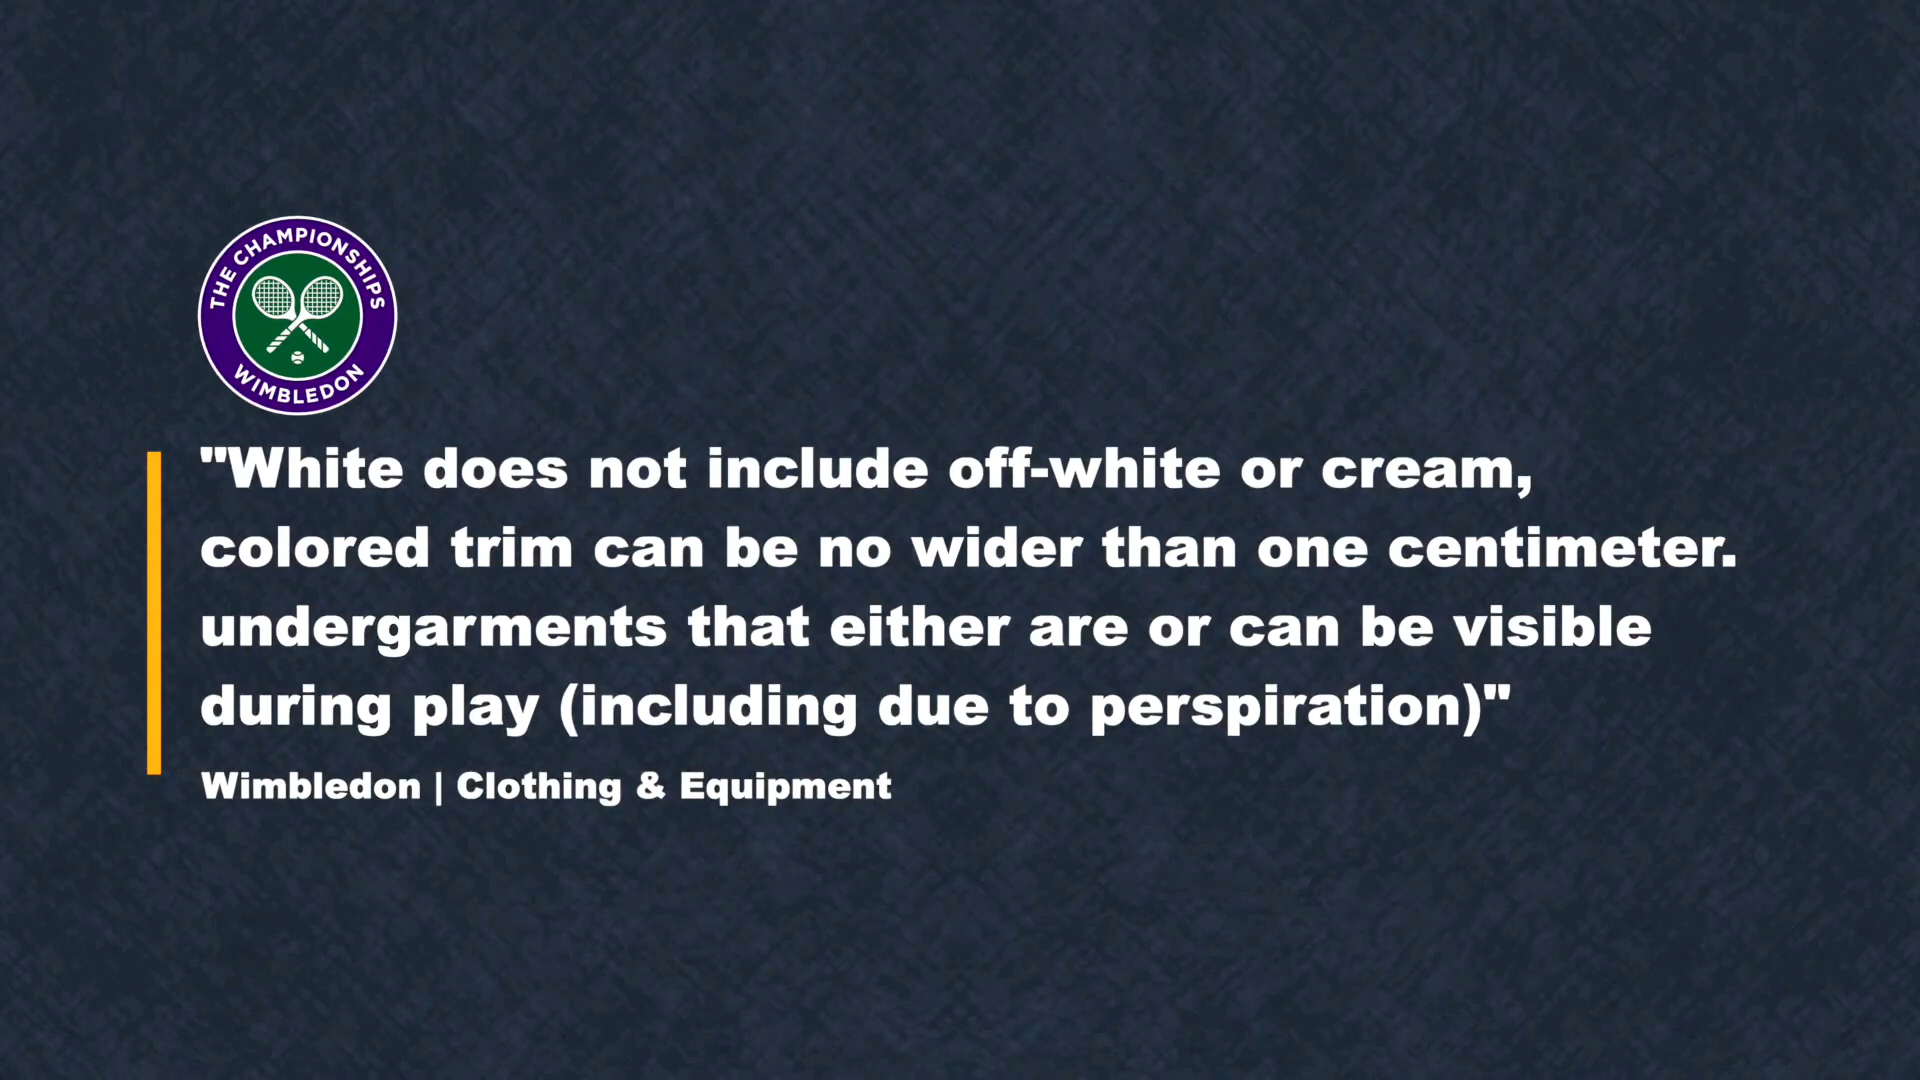 THE CHAMPIONSHIPS
WIMBLEDON
"White does not include off-white or cream,
colored trim can be no wider than one centimeter.
undergarments that either are or can be visible
during play (including due to perspiration)"
Wimbledon | Clothing & Equipment